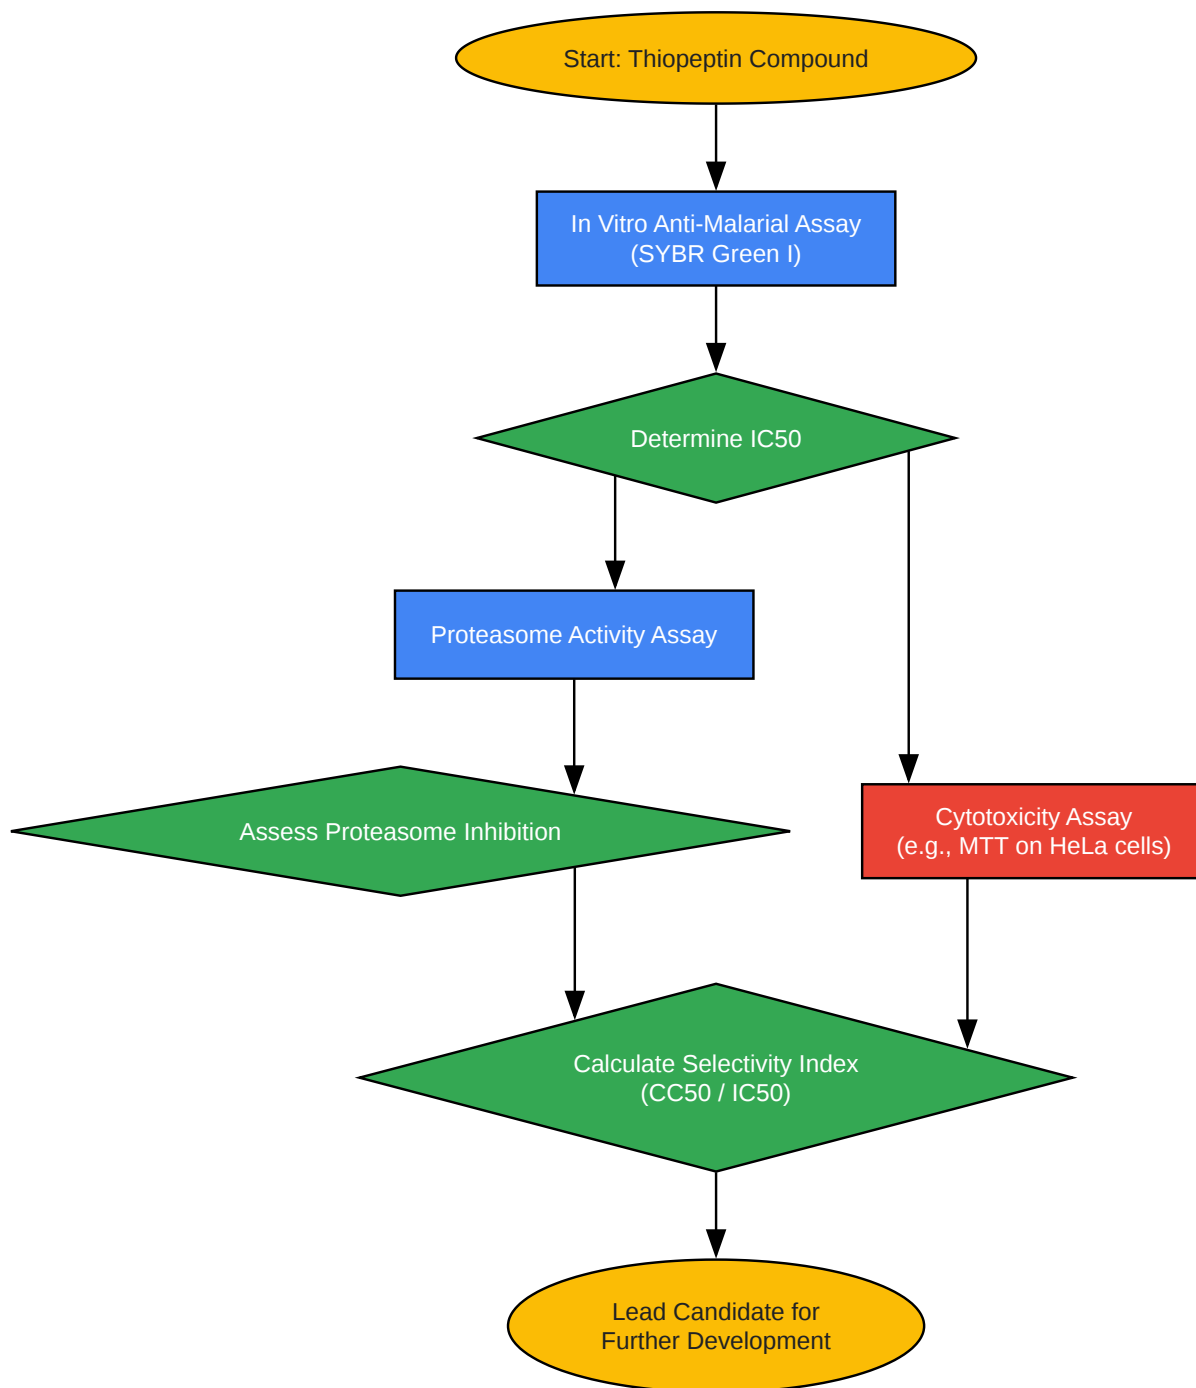 Start: Thiopeptin Compound
In Vitro Anti-Malarial Assay
(SYBR Green I)
Determine IC50
Proteasome Activity Assay
Assess Proteasome Inhibition
Cytotoxicity Assay
(e.g., MTT on HeLa cells)
Calculate Selectivity Index
(CC50 / IC50)
Lead Candidate for
Further Development